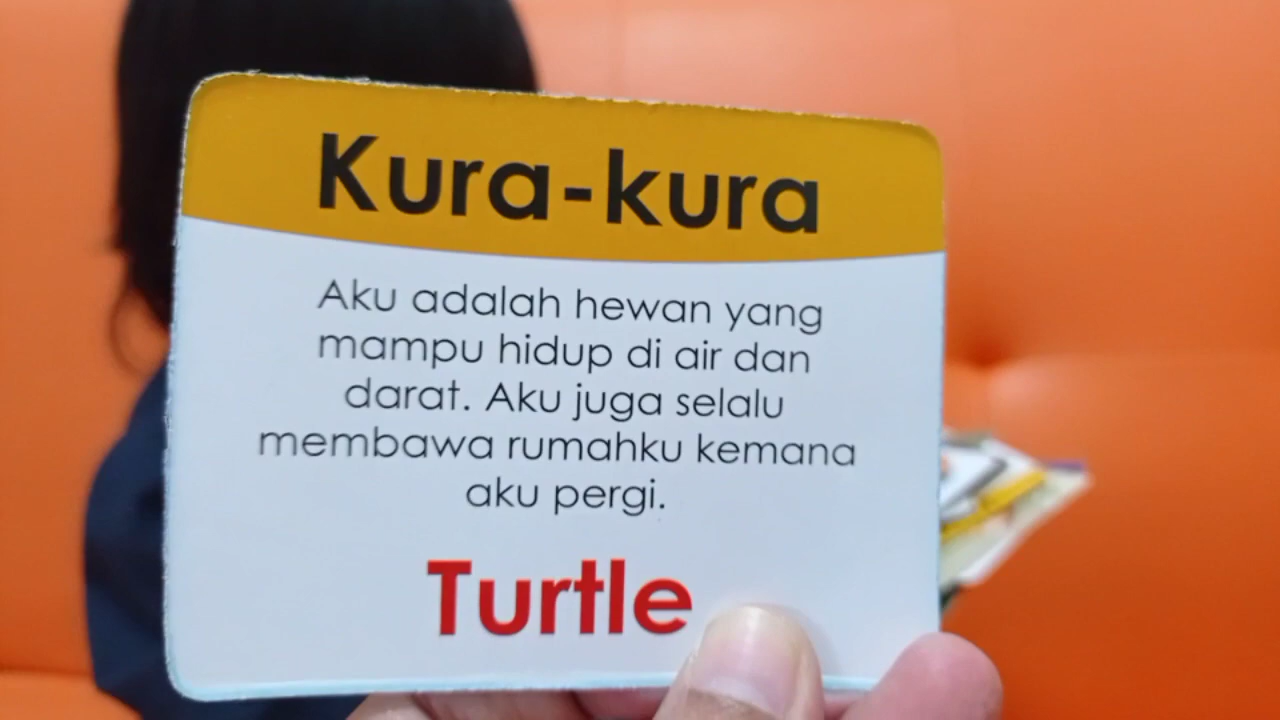 Kura-kura
Aku adalah hewan yang
mampu hidup di air dan
darat. Aku juga selalu
membawa rumahku kemana
aku pergi.
Turtle